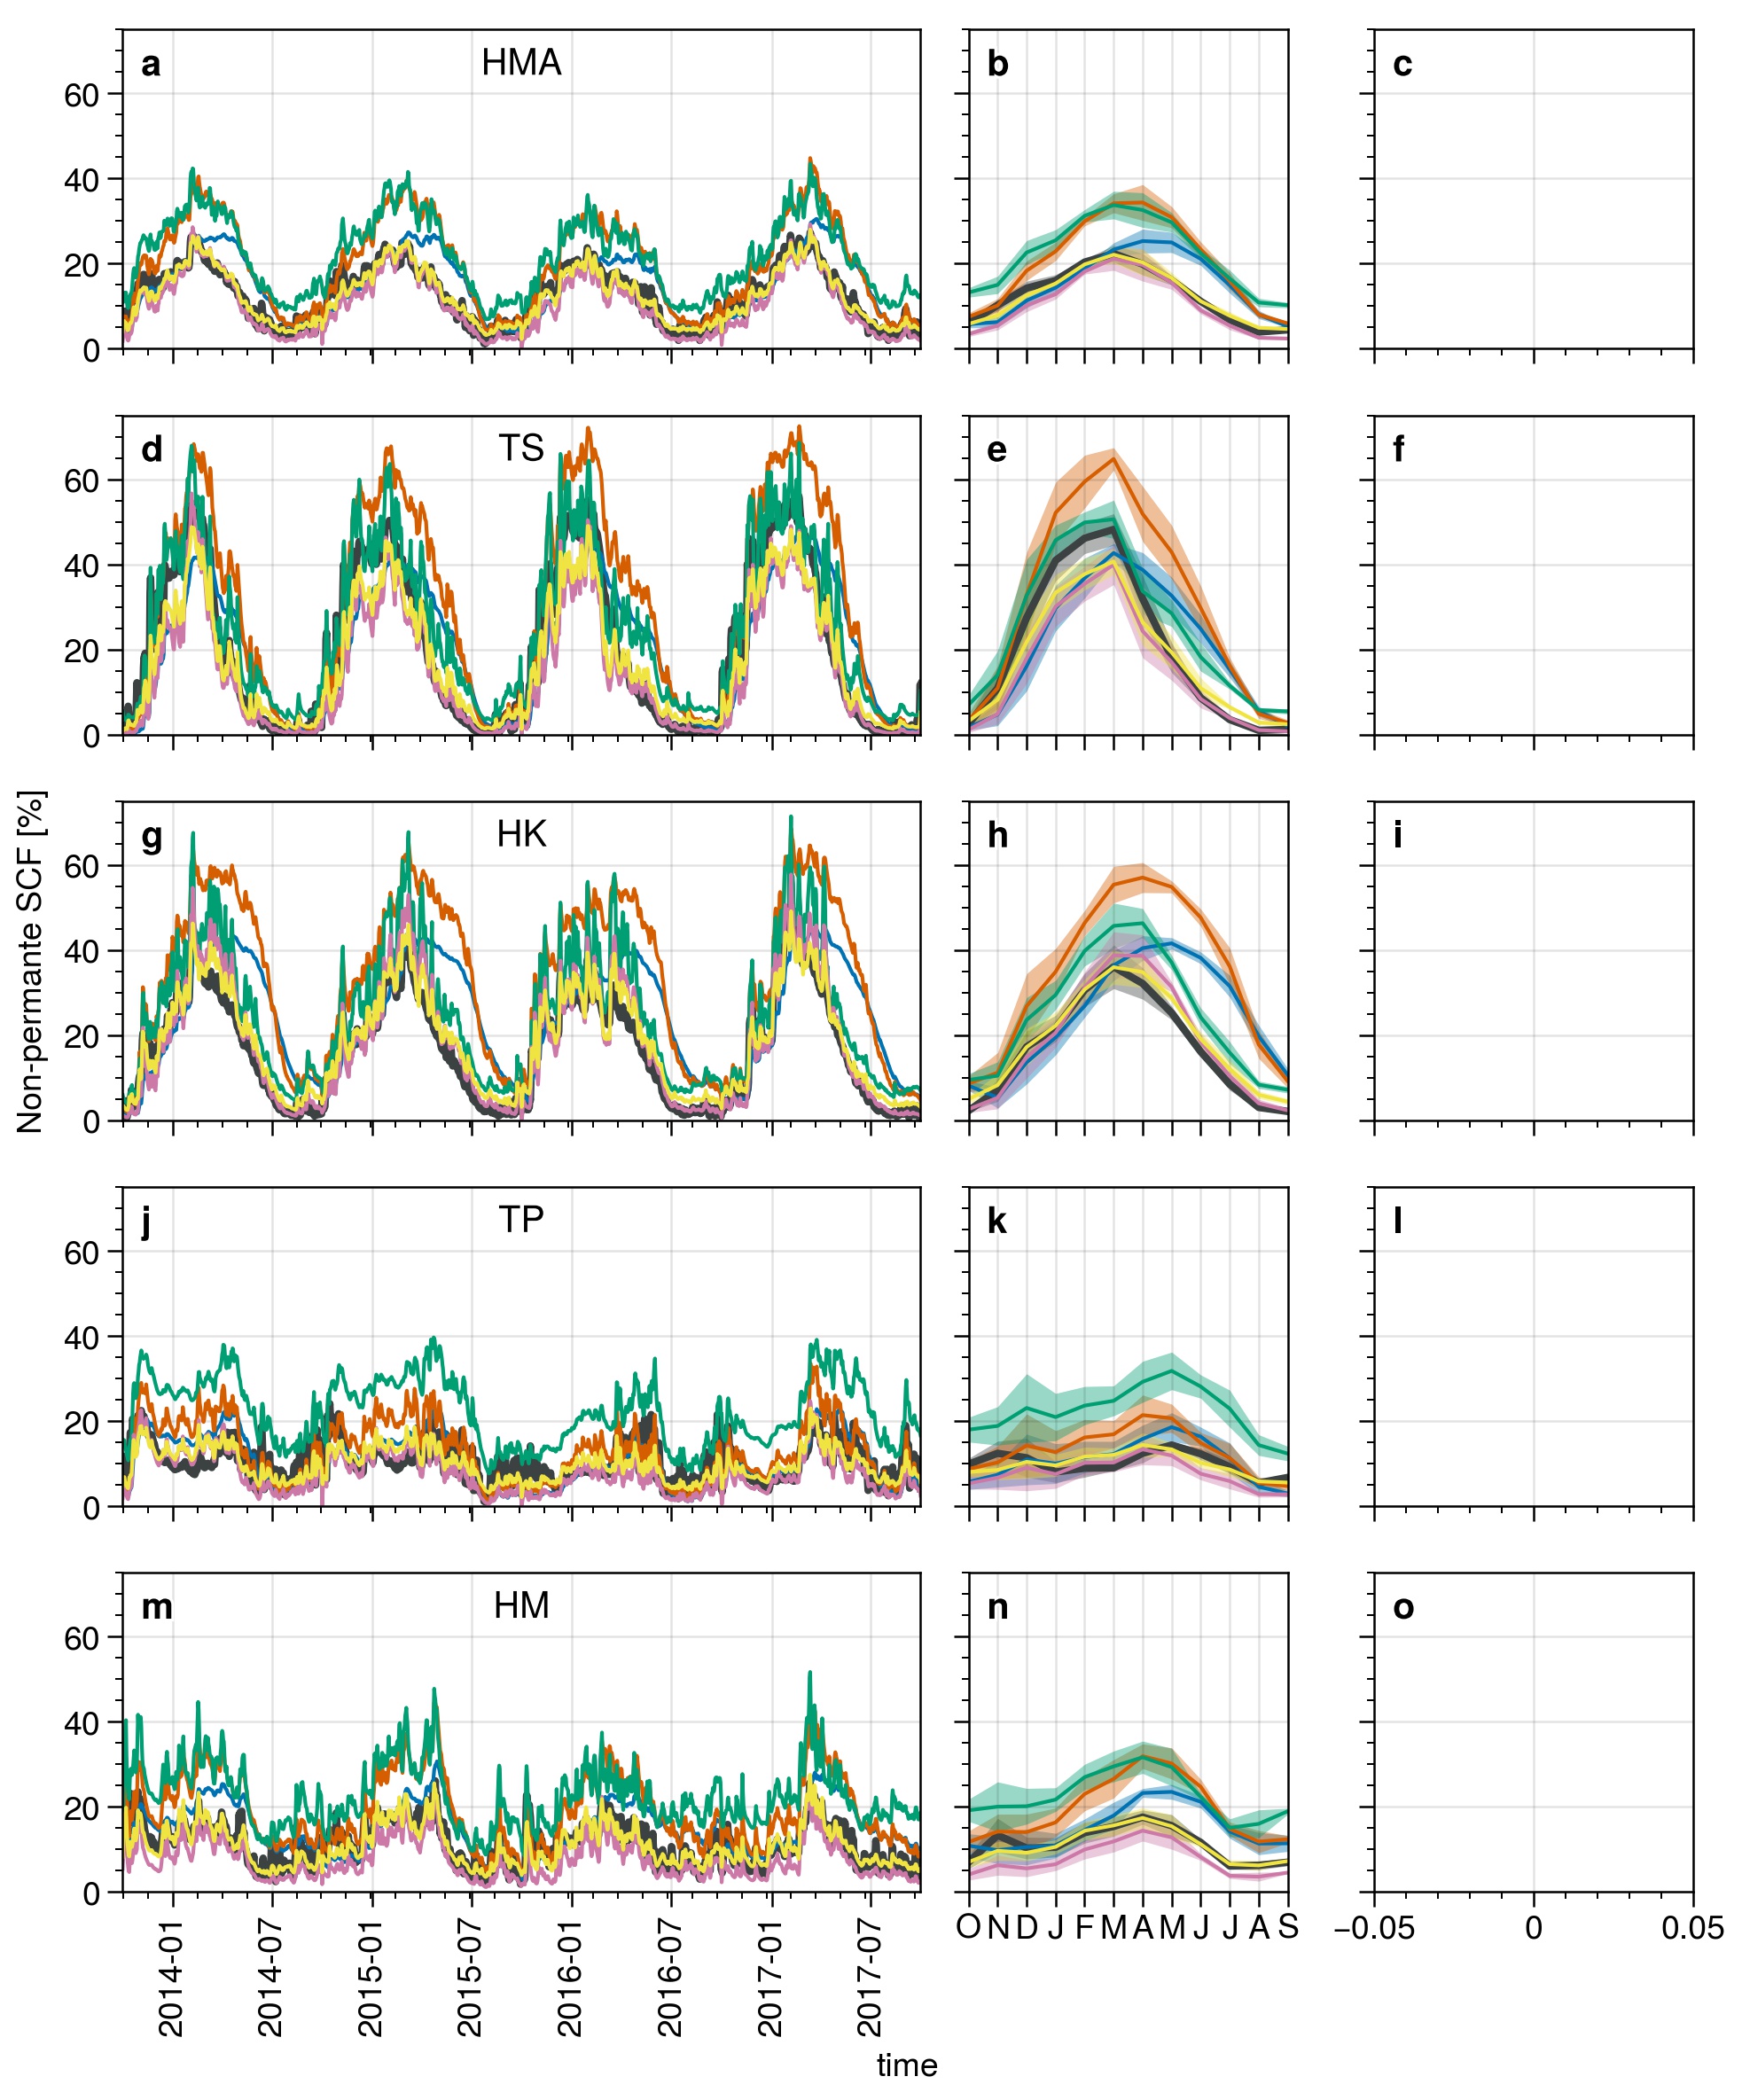 a HMA b c
60
40
20
0
d TS e f
60
40
20
0
g HK h i
60
40
20
0
Non-permante SCF [%]
j TP k l
60
40
20
0
m HM n o
60
40
20
0
2014-01 2014-07 2015-01 2015-07 2016-01 2016-07 2017-01 2017-07
O N D J F M A M J J A S
−0.05 0 0.05
time